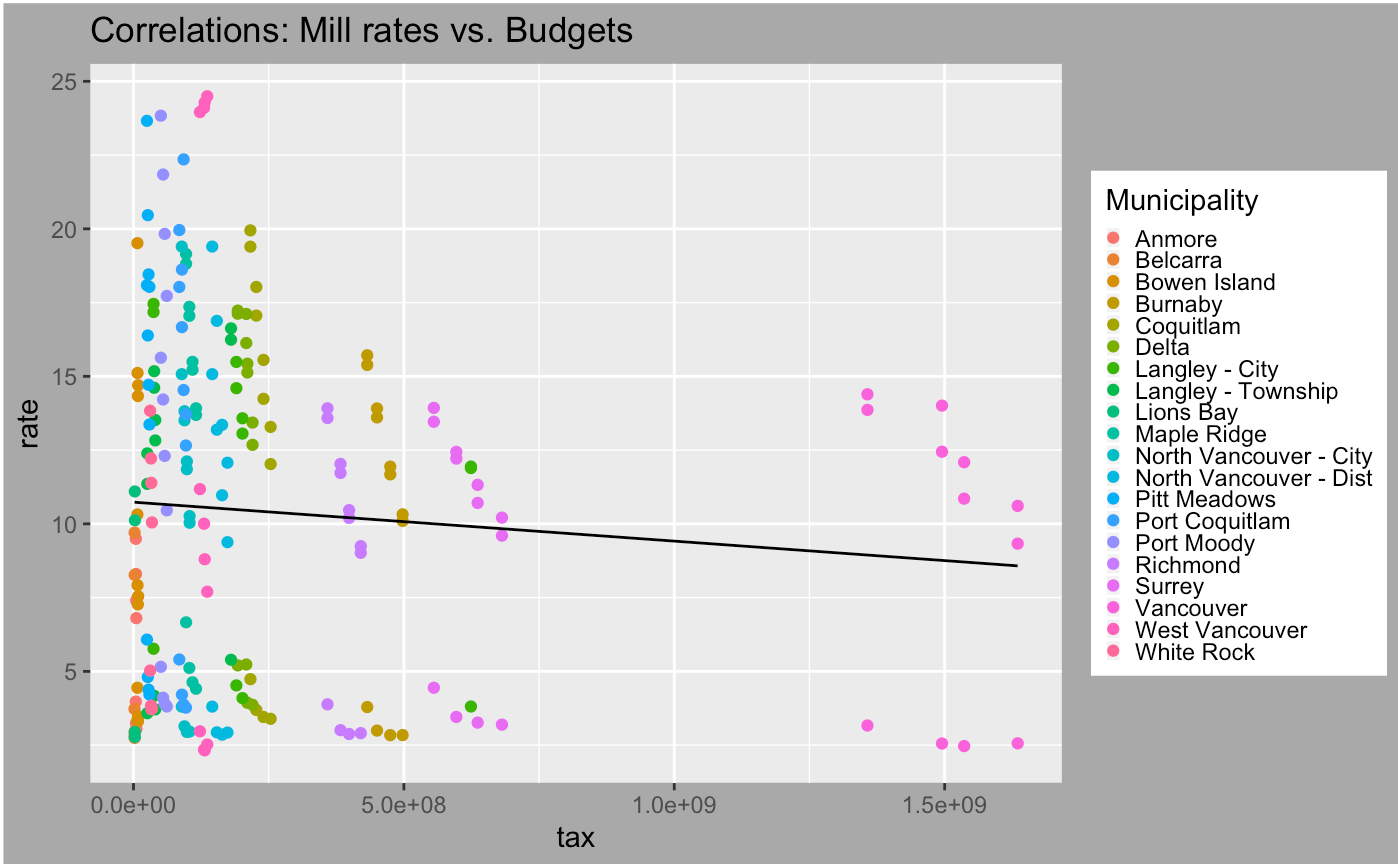 Correlations: Mill rates vs. Budgets
25
20
15
10
5
rate
0.0e+00 5.0e+08 1.0e+09 1.5e+09
tax
Municipality
Anmore
Belcarra
Bowen Island
Burnaby
Coquitlam
Delta
Langley - City
Langley - Township
Lions Bay
Maple Ridge
North Vancouver - City
North Vancouver - Dist
Pitt Meadows
Port Coquitlam
Port Moody
Richmond
Surrey
Vancouver
West Vancouver
White Rock